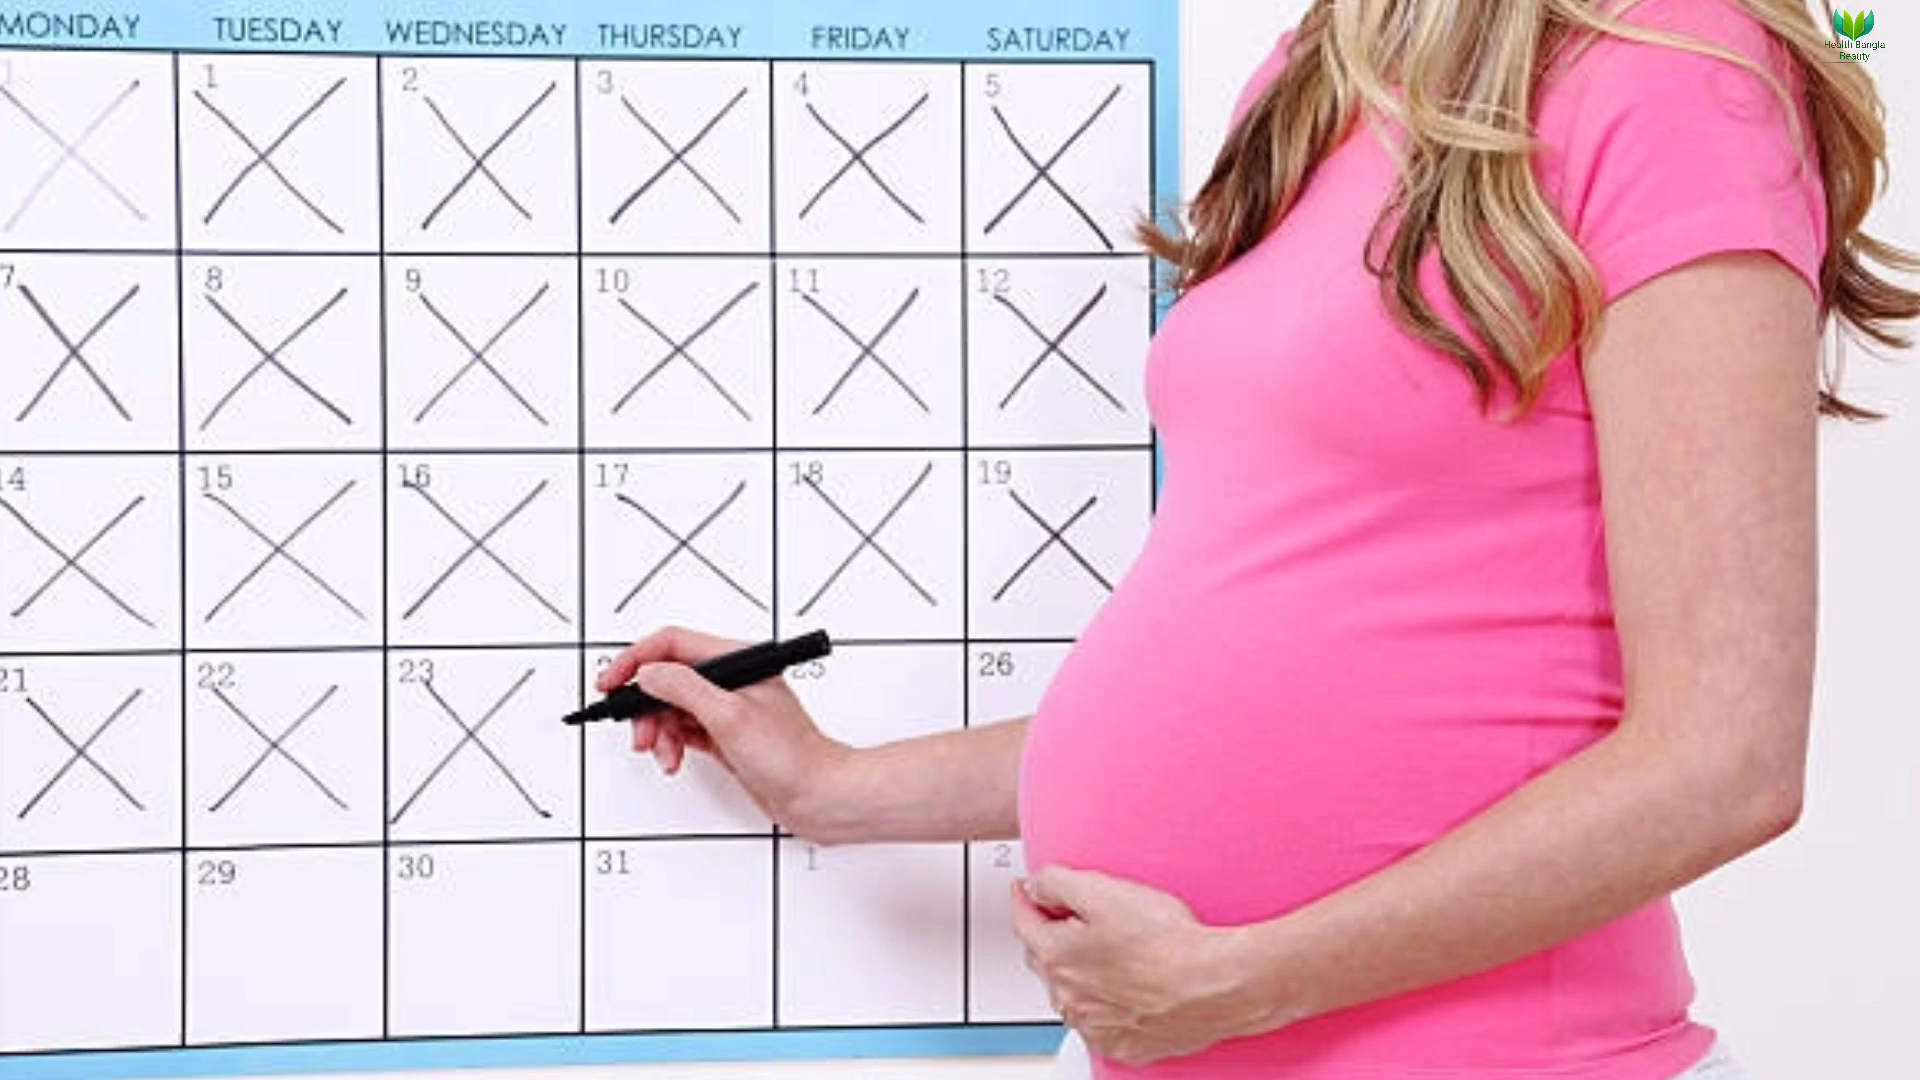 MONDAY TUESDAY WEDNESDAY THURSDAY FRIDAY SATURDAY
Health Bangla
Beauty
1 2 3 4 5
7 8 9 10 11 12
14 15 16 17 18 19
21 22 23 25 26
28 29 30 31 1 2